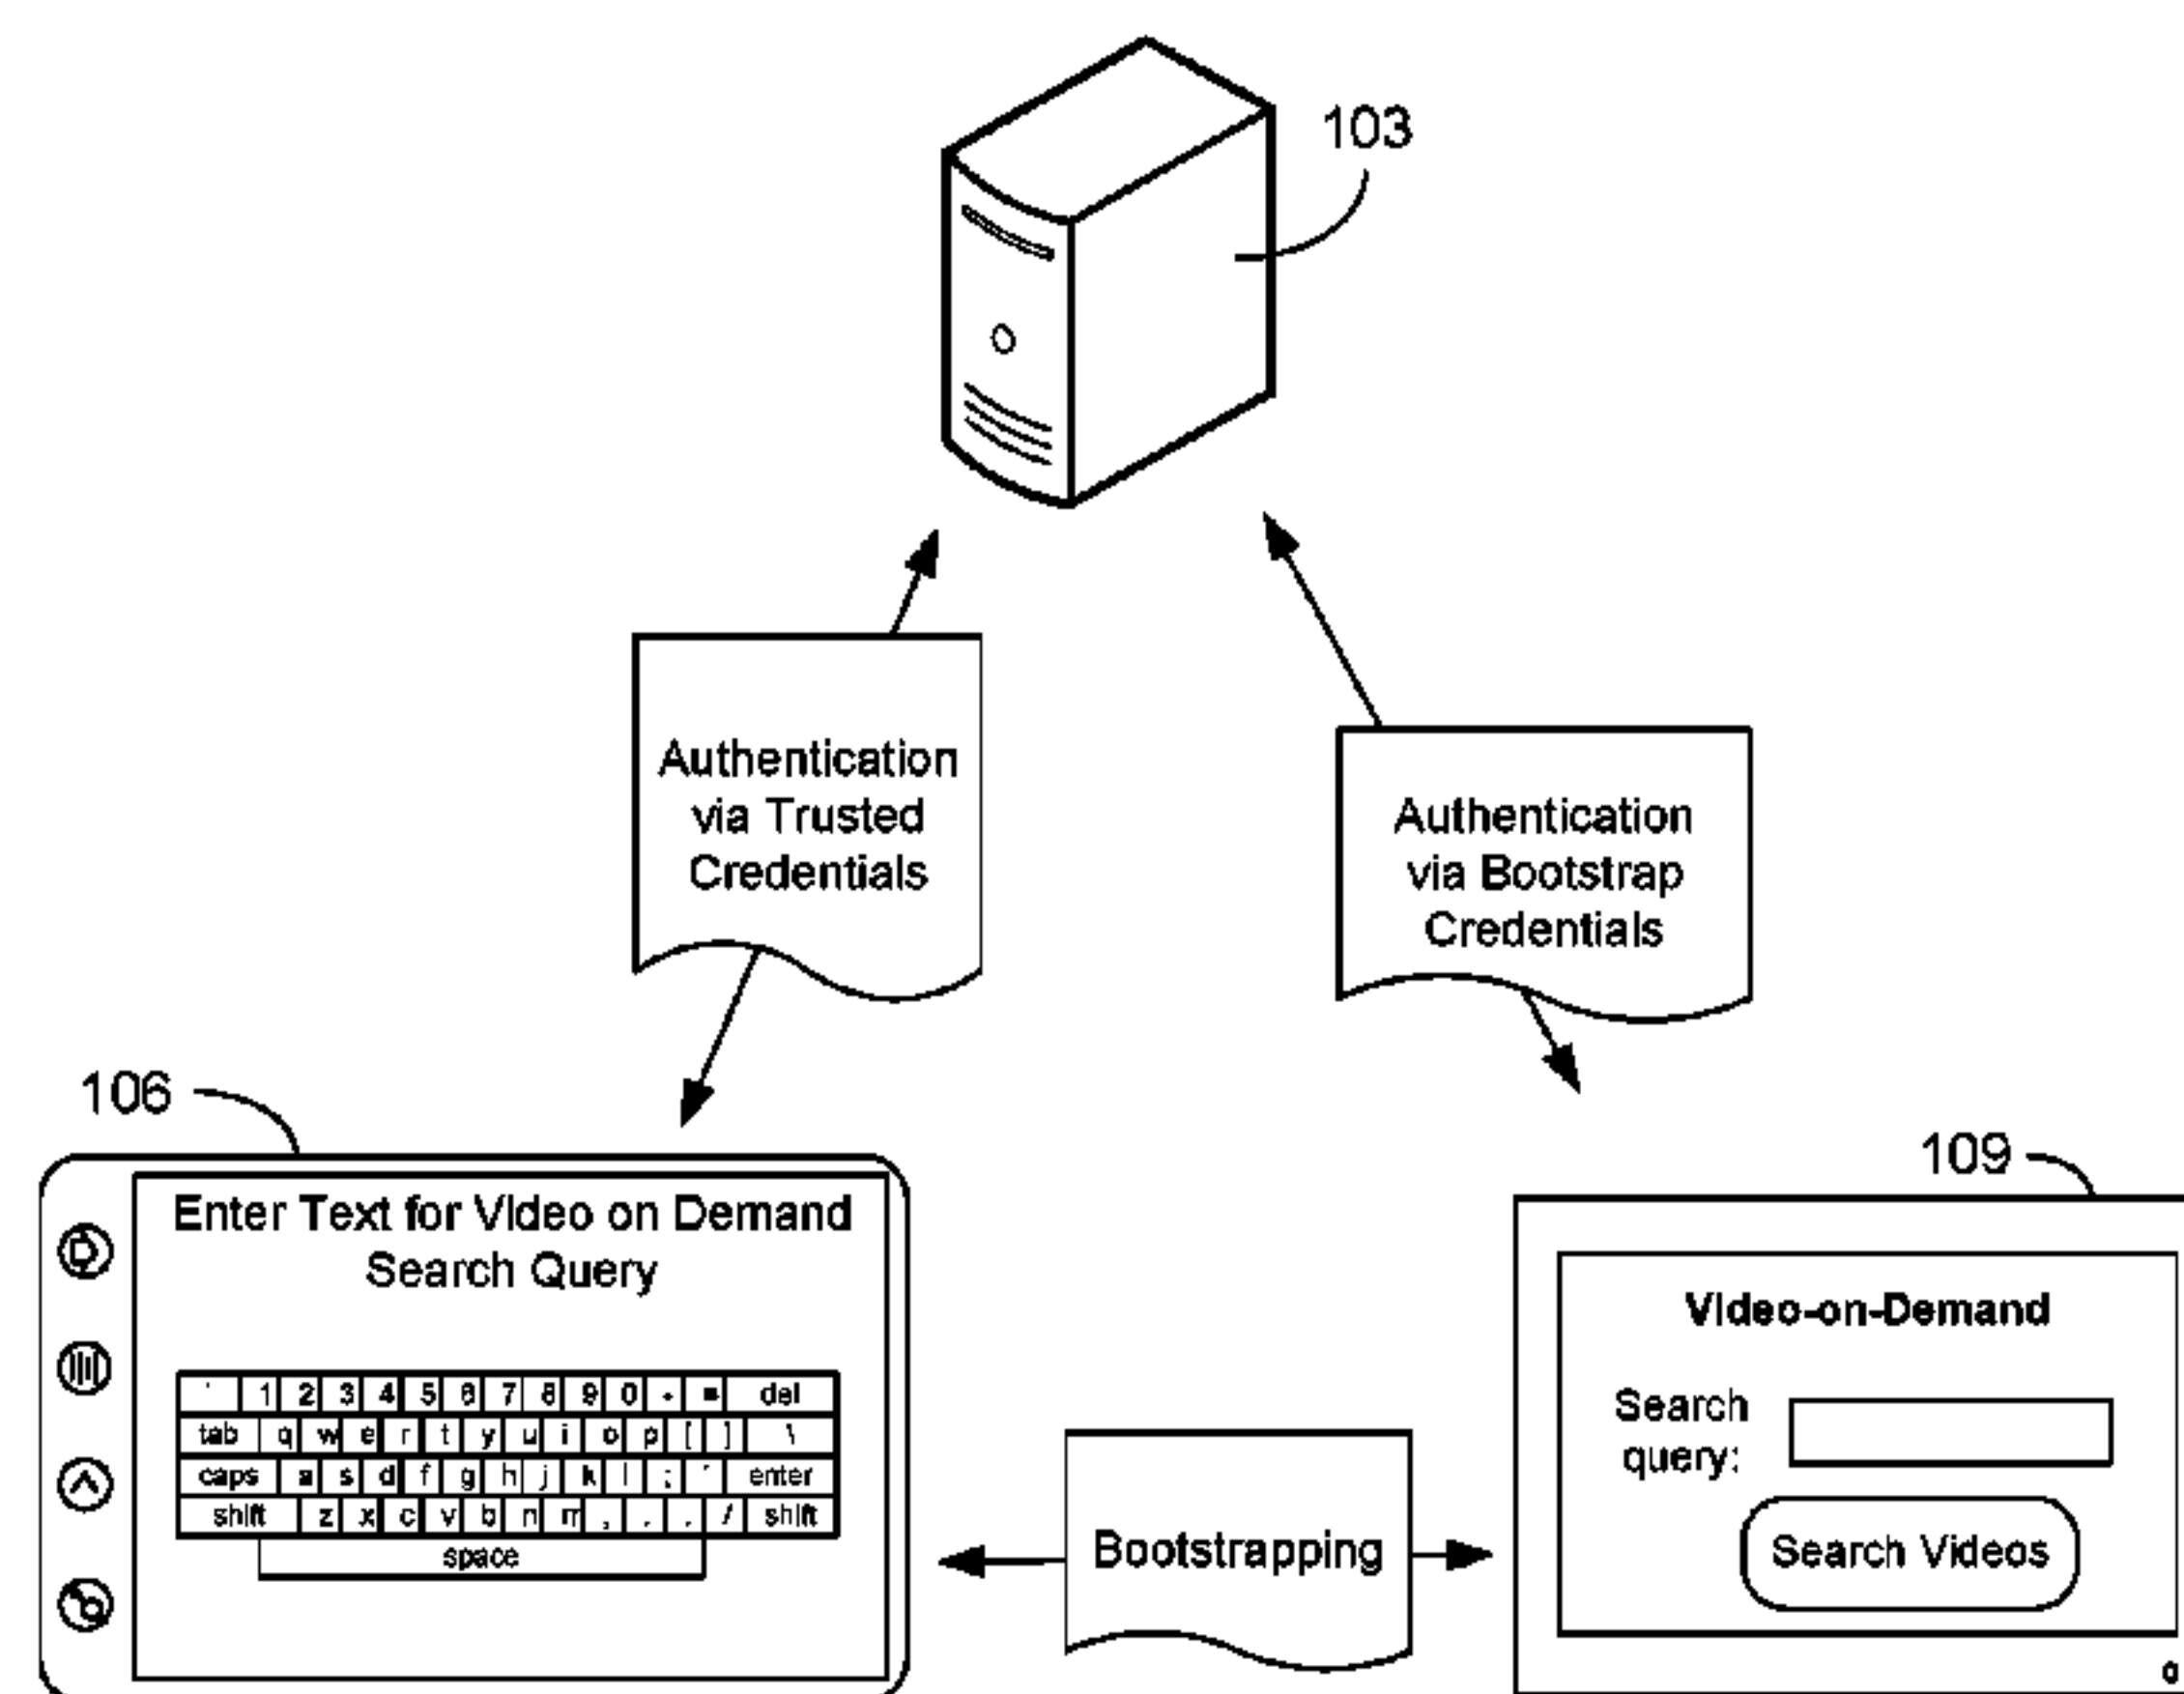 103
Authentication
via Trusted
Credentials
Authentication
via Bootstrap
Credentials
106
109
Enter Text for Video on Demand
Search Query
Video-on-Demand
Search
query:
Search Videos
1 2 3 4 5 6 7 8 9 0 - = del
tab q w e r t y u i o p [ ] \
caps a s d f g h j k l ; ' enter
shift z x c v b n m , . / shift
space
Bootstrapping